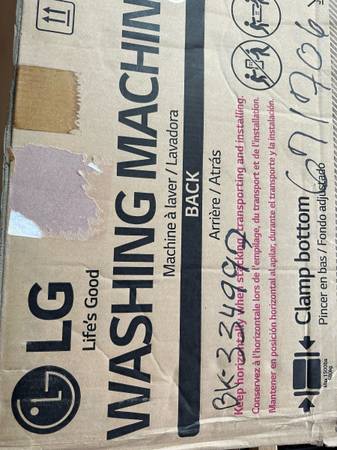 LG
Life's Good
WASHING MACHIN
Machine à laver / Lavadora
BACK
Arrière / Atrás
Keep horizontally when stacking, transporting and installing.
Conservez à l'horizontale lors de l'empilage, du transport et de l'installation.
Mantener en posición horizontal al apilar, durante el transporte y la instalación.
BK-334990
671706
Clamp bottom
Pincer en bas / Fondo adjustado